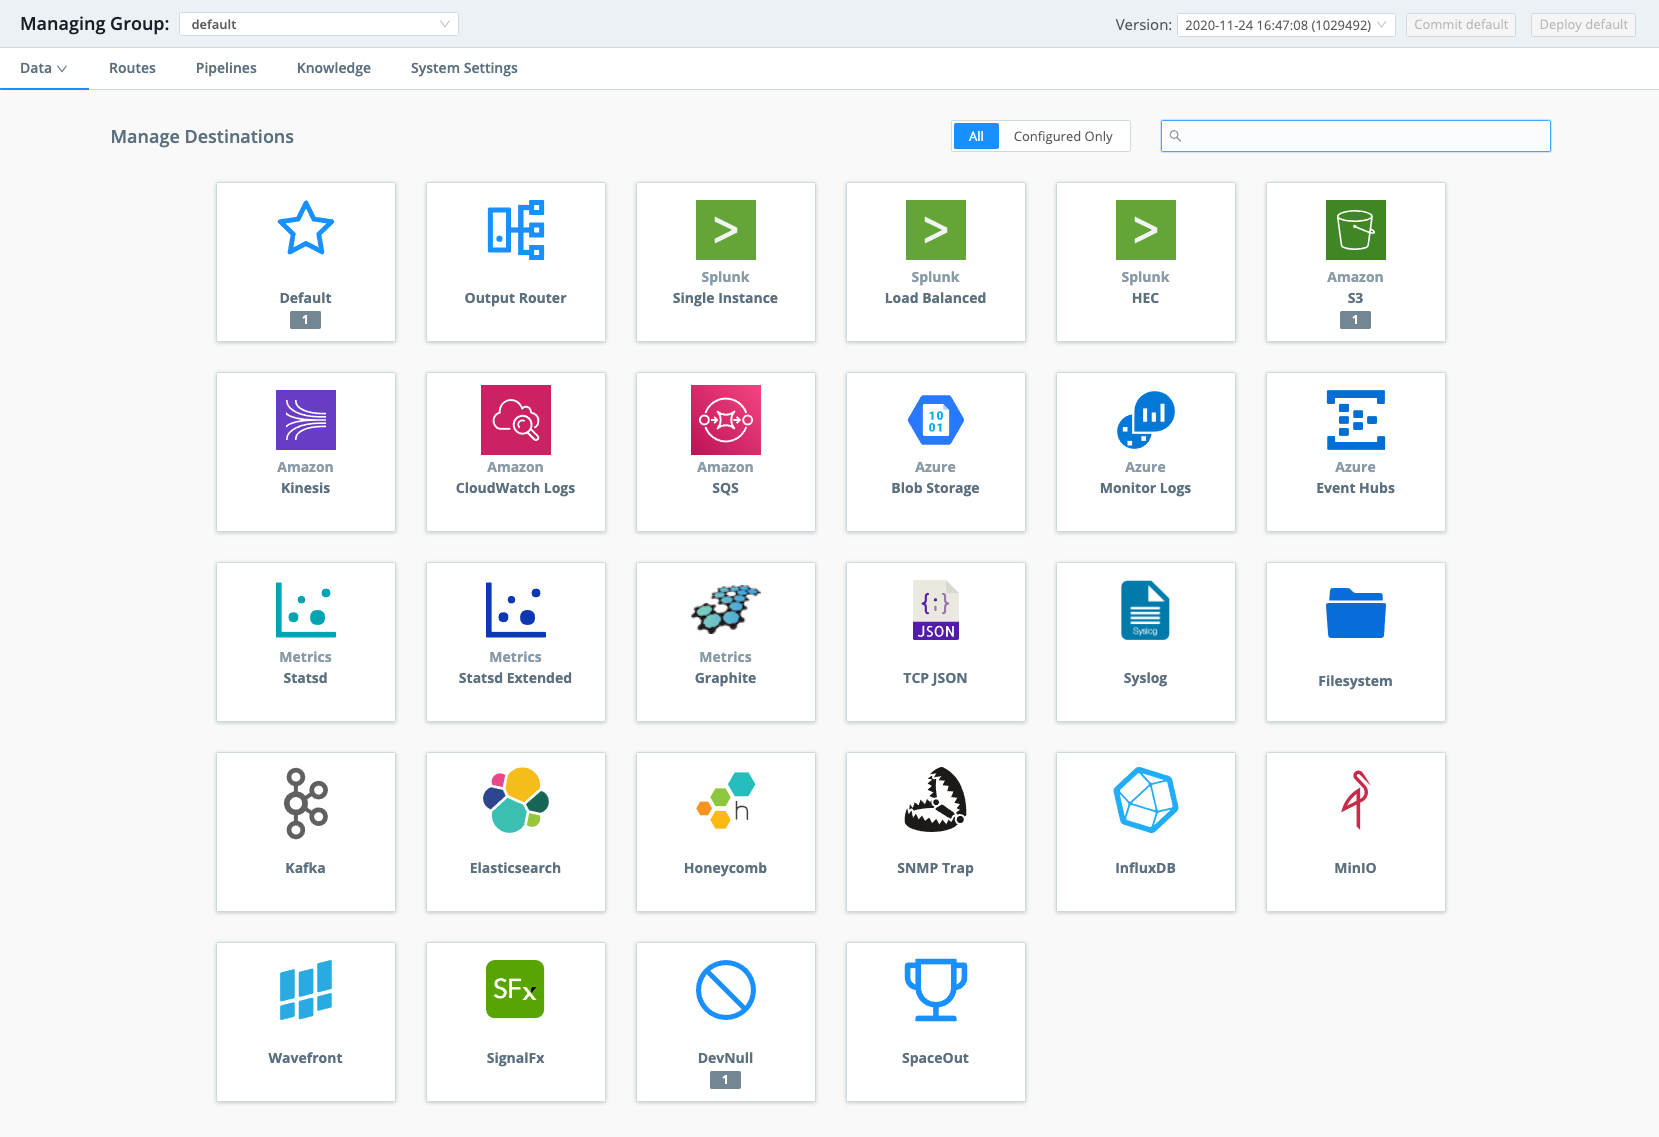 Managing Group: default Version: 2020-11-24 16:47:08 (1029492) Commit default Deploy default
Data Routes Pipelines Knowledge System Settings
Manage Destinations All Configured Only
Default
1
Output Router
>
Splunk
Single Instance
>
Splunk
Load Balanced
>
Splunk
HEC
Amazon
S3
1
Amazon
Kinesis
Amazon
CloudWatch Logs
Amazon
SQS
10
01
Azure
Blob Storage
Azure
Monitor Logs
Azure
Event Hubs
Metrics
Statsd
Metrics
Statsd Extended
Metrics
Graphite
{;}
JSON
TCP JSON
Syslog
Syslog
Filesystem
Kafka
Elasticsearch
h
Honeycomb
SNMP Trap
InfluxDB
MinIO
Wavefront
SFx
SignalFx
DevNull
1
SpaceOut